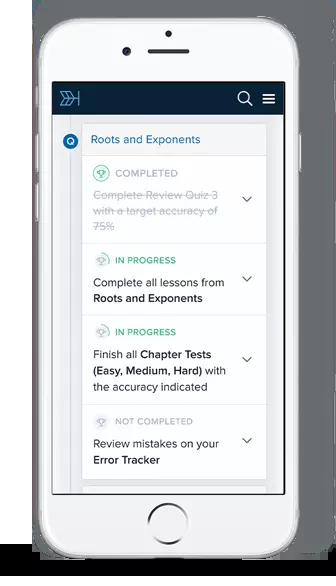 Q
Roots and Exponents
COMPLETED
Complete Review Quiz 3
with a target accuracy of
75%
IN PROGRESS
Complete all lessons from
Roots and Exponents
IN PROGRESS
Finish all Chapter Tests
(Easy, Medium, Hard) with
the accuracy indicated
NOT COMPLETED
Review mistakes on your
Error Tracker